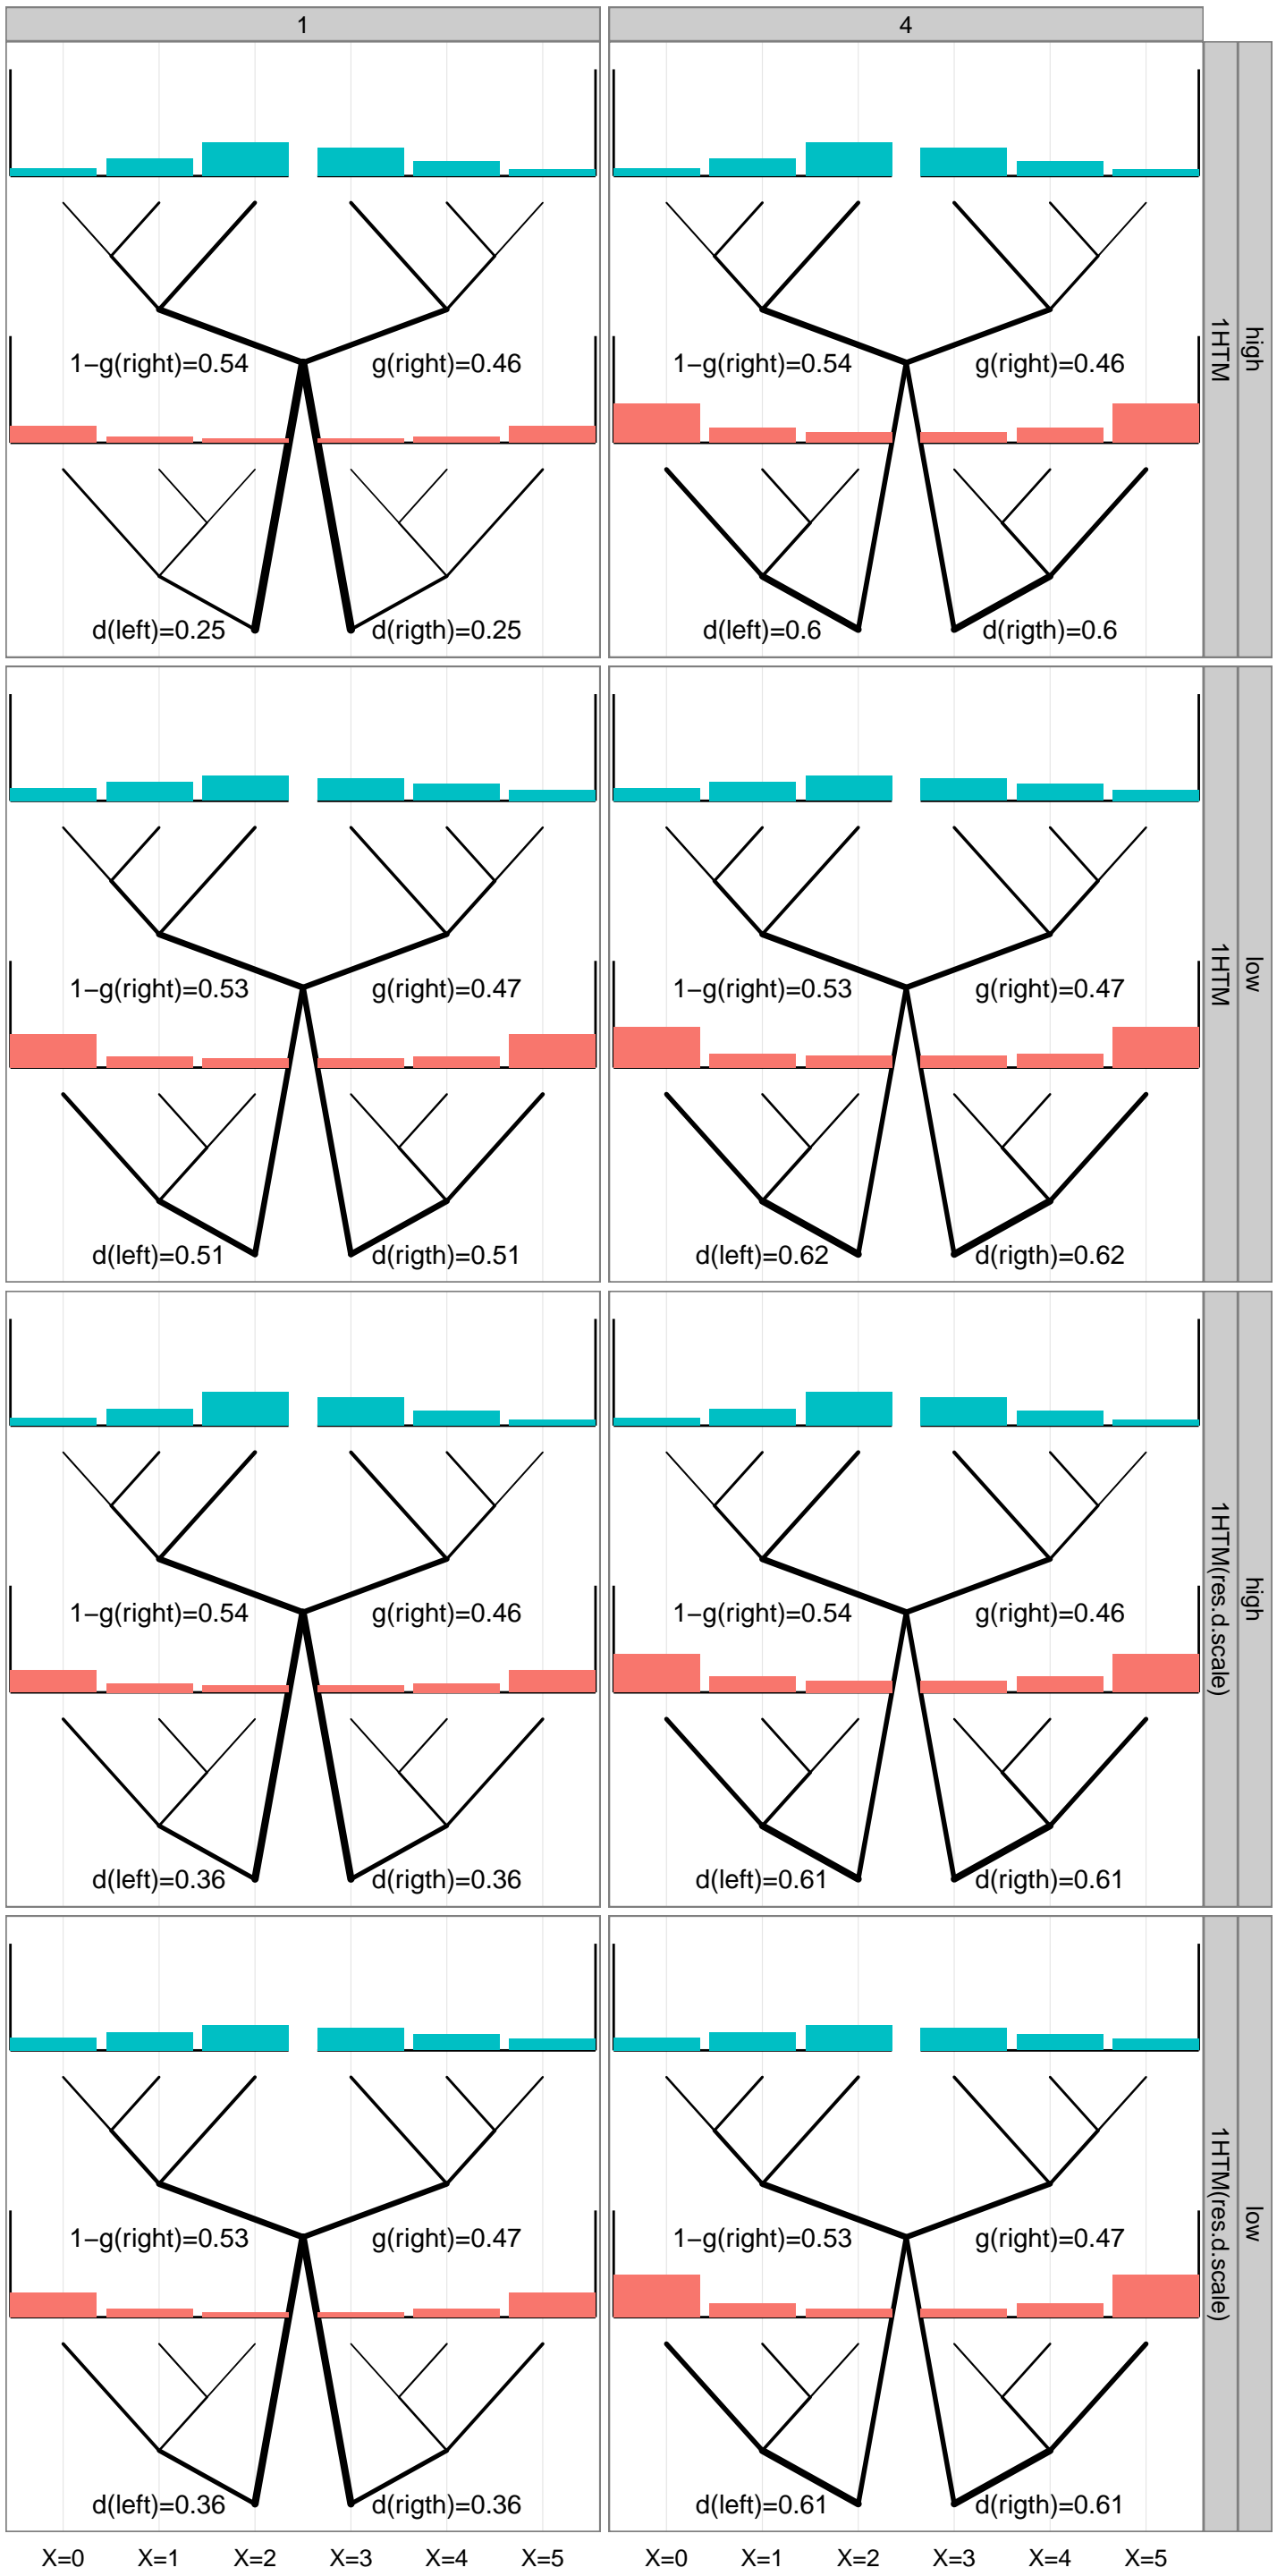 1 4
1−g(right)=0.54 g(right)=0.46 1−g(right)=0.54 g(right)=0.46
d(left)=0.25 d(rigth)=0.25 d(left)=0.6 d(rigth)=0.6
1HTM
high
1−g(right)=0.53 g(right)=0.47 1−g(right)=0.53 g(right)=0.47
d(left)=0.51 d(rigth)=0.51 d(left)=0.62 d(rigth)=0.62
1HTM
low
1−g(right)=0.54 g(right)=0.46 1−g(right)=0.54 g(right)=0.46
d(left)=0.36 d(rigth)=0.36 d(left)=0.61 d(rigth)=0.61
1HTM(res.d.scale)
high
1−g(right)=0.53 g(right)=0.47 1−g(right)=0.53 g(right)=0.47
d(left)=0.36 d(rigth)=0.36 d(left)=0.61 d(rigth)=0.61
1HTM(res.d.scale)
low
X=0 X=1 X=2 X=3 X=4 X=5 X=0 X=1 X=2 X=3 X=4 X=5